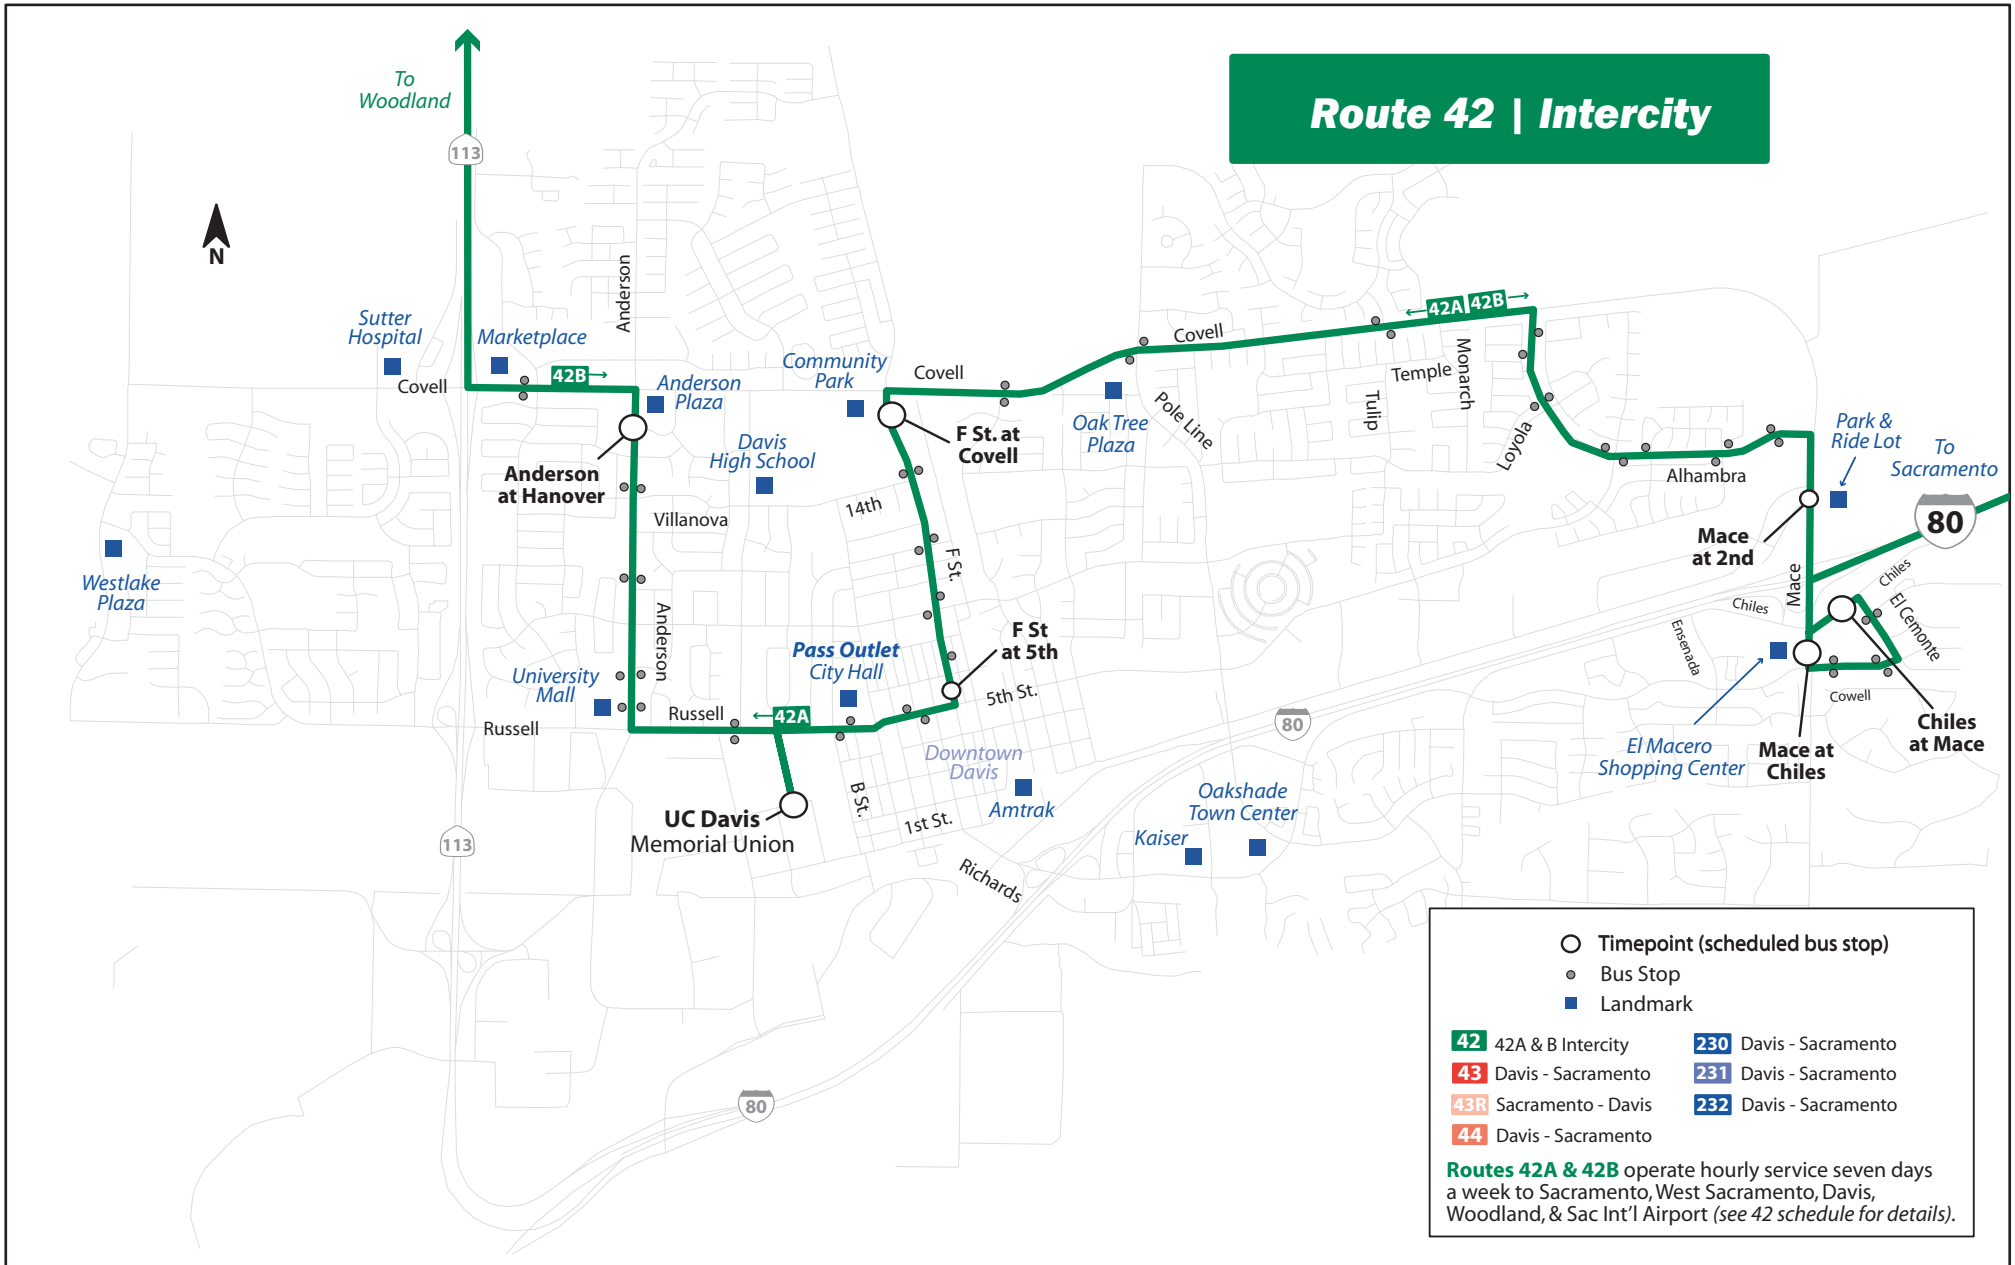 Route 42 | Intercity
To
Woodland
113
N
Anderson
Sutter
Hospital
Marketplace
Covell
42B
Anderson
Plaza
Community
Park
Covell
Covell
42A 42B
Monarch
Temple
Tulip
Oak Tree
Plaza
Pole Line
Loyola
Park &
Ride Lot
To
Sacramento
80
Anderson
at Hanover
Davis
High School
F St. at
Covell
Alhambra
14th
Villanova
Mace
at 2nd
F St.
Westlake
Plaza
Mace
Chiles
Chiles
El Cemonte
Ensenada
Anderson
Pass Outlet
City Hall
F St
at 5th
University
Mall
5th St.
Cowell
Russell
Russell
42A
80
Chiles
at Mace
Downtown
Davis
El Macero
Shopping Center
Mace at
Chiles
UC Davis
Memorial Union
B St.
1st St.
Amtrak
Oakshade
Town Center
Kaiser
113
Richards
80
Timepoint (scheduled bus stop)
Bus Stop
Landmark
42 42A & B Intercity
43 Davis - Sacramento
43R Sacramento - Davis
44 Davis - Sacramento
230 Davis - Sacramento
231 Davis - Sacramento
232 Davis - Sacramento
Routes 42A & 42B operate hourly service seven days
a week to Sacramento, West Sacramento, Davis,
Woodland, & Sac Int'l Airport (see 42 schedule for details).